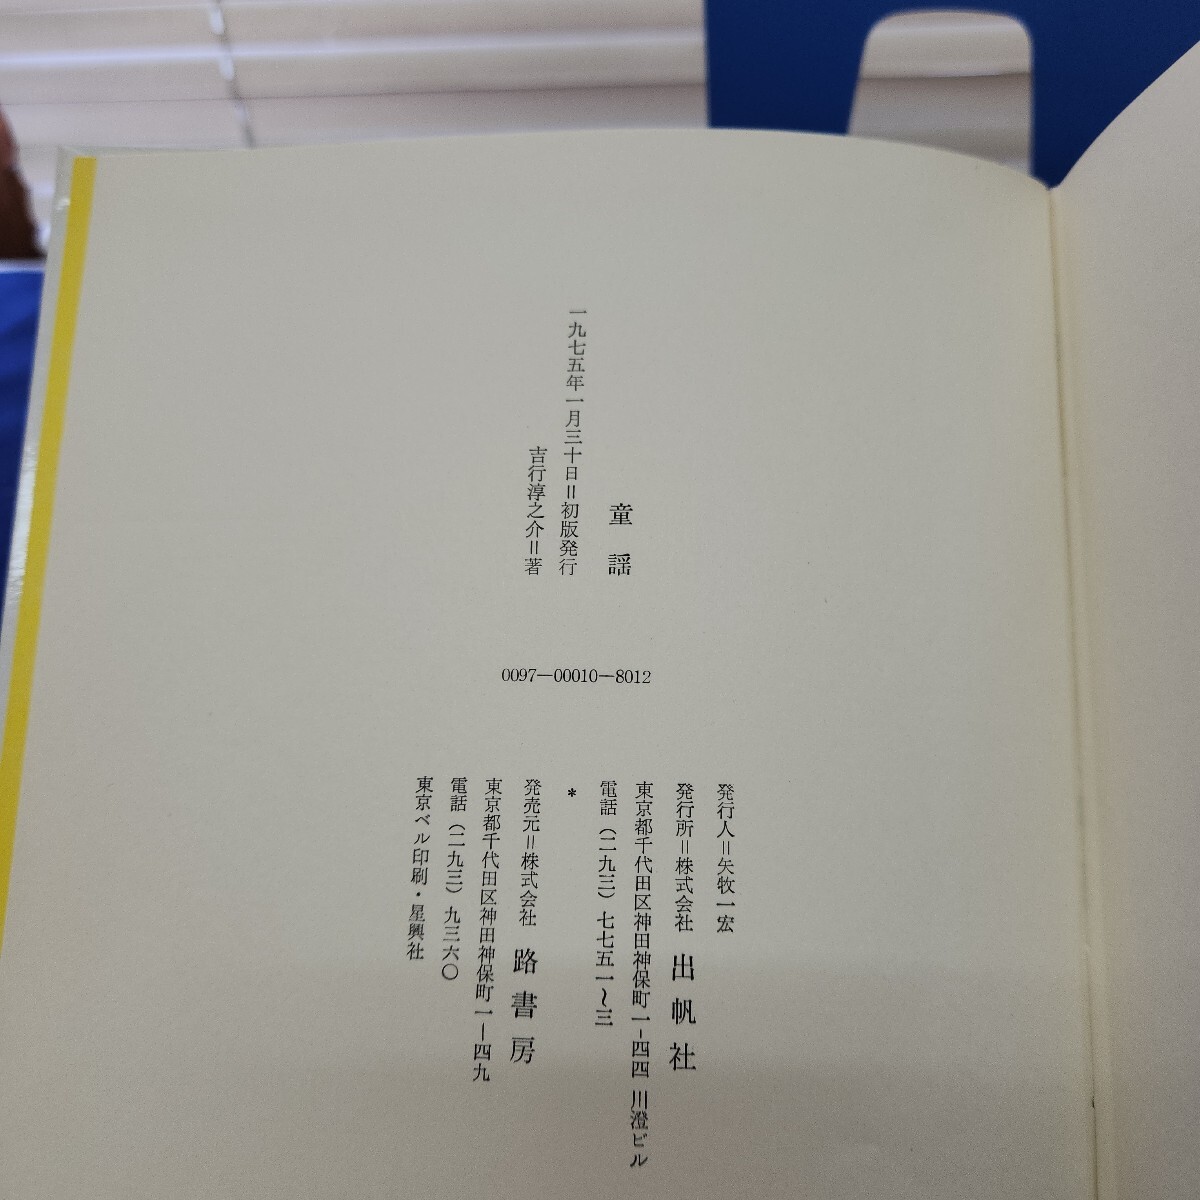 童謡
一九七五年一月三十日＝初版発行
吉行淳之介＝著
0097—00010—8012
発行人＝矢牧一宏
発行所＝株式会社 出帆社
東京都千代田区神田神保町一-四四 川澄ビル
電話（二九三）七七五一〜三
*
発売元＝株式会社 路書房
東京都千代田区神田神保町一—四九
電話（二九三）九三六〇
東京ベル印刷・星興社